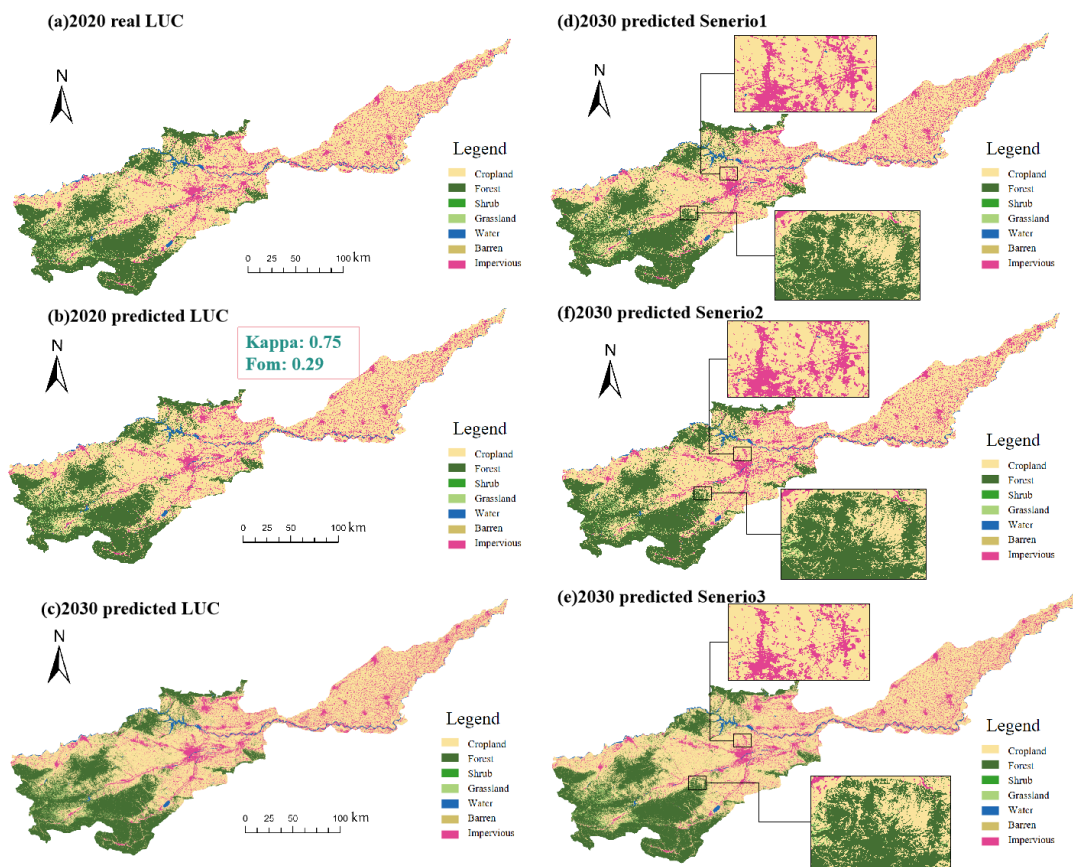 (a)2020 real LUC
N
Legend
Cropland
Forest
Shrub
Grassland
Water
Barren
Impervious
0 25 50 100 km
(b)2020 predicted LUC
Kappa: 0.75
Fom: 0.29
N
Legend
Cropland
Forest
Shrub
Grassland
Water
Barren
Impervious
0 25 50 100 km
(c)2030 predicted LUC
N
Legend
Cropland
Forest
Shrub
Grassland
Water
Barren
Impervious
0 25 50 100 km
(d)2030 predicted Senerio1
N
Legend
Cropland
Forest
Shrub
Grassland
Water
Barren
Impervious
(f)2030 predicted Senerio2
N
Legend
Cropland
Forest
Shrub
Grassland
Water
Barren
Impervious
(e)2030 predicted Senerio3
N
Legend
Cropland
Forest
Shrub
Grassland
Water
Barren
Impervious